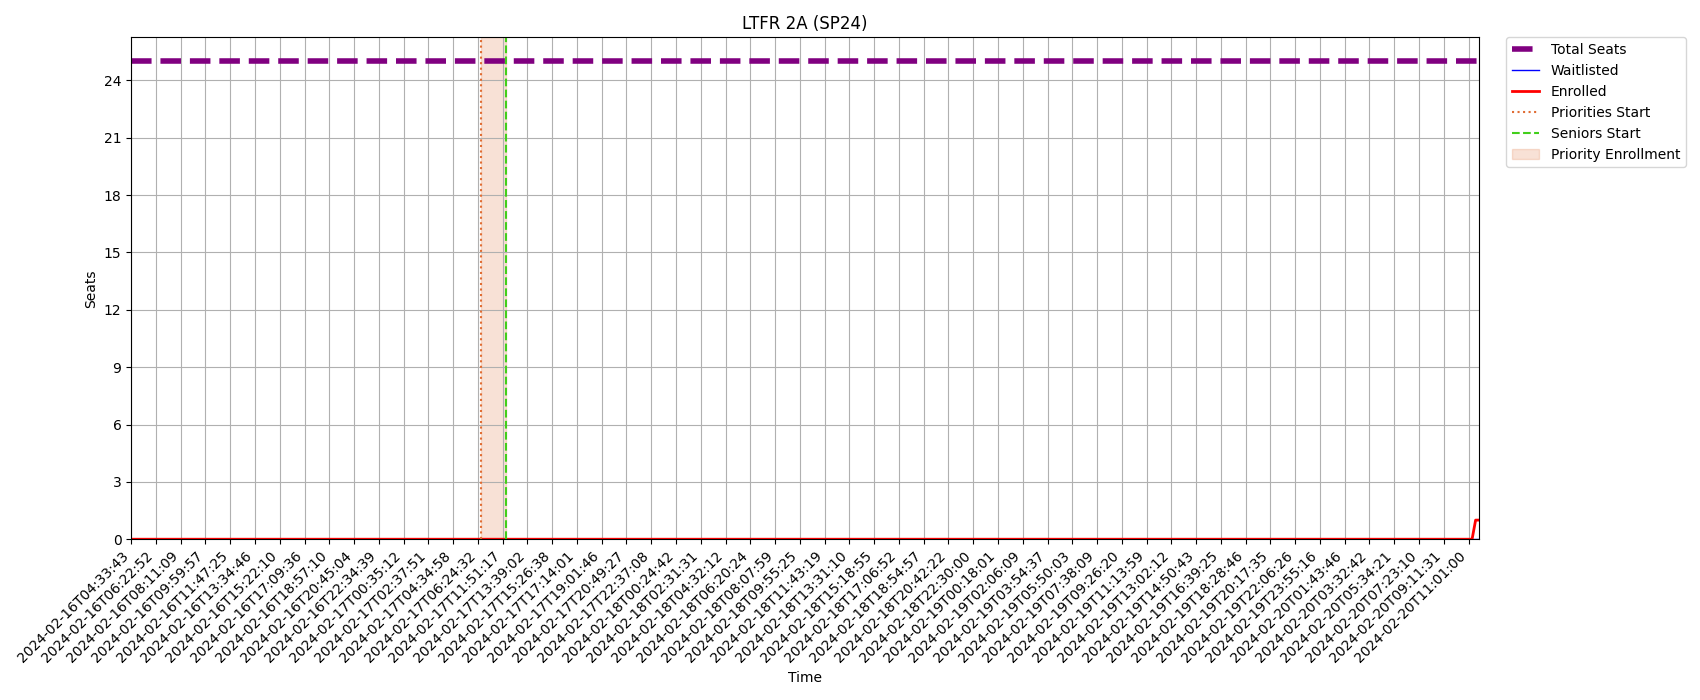 LTFR 2A (SP24)
Total Seats
Waitlisted
Enrolled
Priorities Start
Seniors Start
Priority Enrollment
Seats
24
21
18
15
12
9
6
3
0
2024-02-16T04:33:43
2024-02-16T06:22:52
2024-02-16T08:11:09
2024-02-16T09:59:57
2024-02-16T11:47:25
2024-02-16T13:34:46
2024-02-16T15:22:10
2024-02-16T17:09:36
2024-02-16T18:57:10
2024-02-16T20:45:04
2024-02-16T22:34:39
2024-02-17T00:35:12
2024-02-17T02:37:51
2024-02-17T04:34:58
2024-02-17T06:24:32
2024-02-17T11:51:17
2024-02-17T13:39:02
2024-02-17T15:26:38
2024-02-17T17:14:01
2024-02-17T19:01:46
2024-02-17T20:49:27
2024-02-17T22:37:08
2024-02-18T00:24:42
2024-02-18T02:31:31
2024-02-18T04:32:12
2024-02-18T06:20:24
2024-02-18T08:07:59
2024-02-18T09:55:25
2024-02-18T11:43:19
2024-02-18T13:31:10
2024-02-18T15:18:55
2024-02-18T17:06:52
2024-02-18T18:54:57
2024-02-18T20:42:22
2024-02-18T22:30:00
2024-02-19T00:18:01
2024-02-19T02:06:09
2024-02-19T03:54:37
2024-02-19T05:50:03
2024-02-19T07:38:09
2024-02-19T09:26:20
2024-02-19T11:13:59
2024-02-19T13:02:12
2024-02-19T14:50:43
2024-02-19T16:39:25
2024-02-19T18:28:46
2024-02-19T20:17:35
2024-02-19T22:06:26
2024-02-19T23:55:16
2024-02-20T01:43:46
2024-02-20T03:32:42
2024-02-20T05:34:21
2024-02-20T07:23:10
2024-02-20T09:11:31
2024-02-20T11:01:00
Time